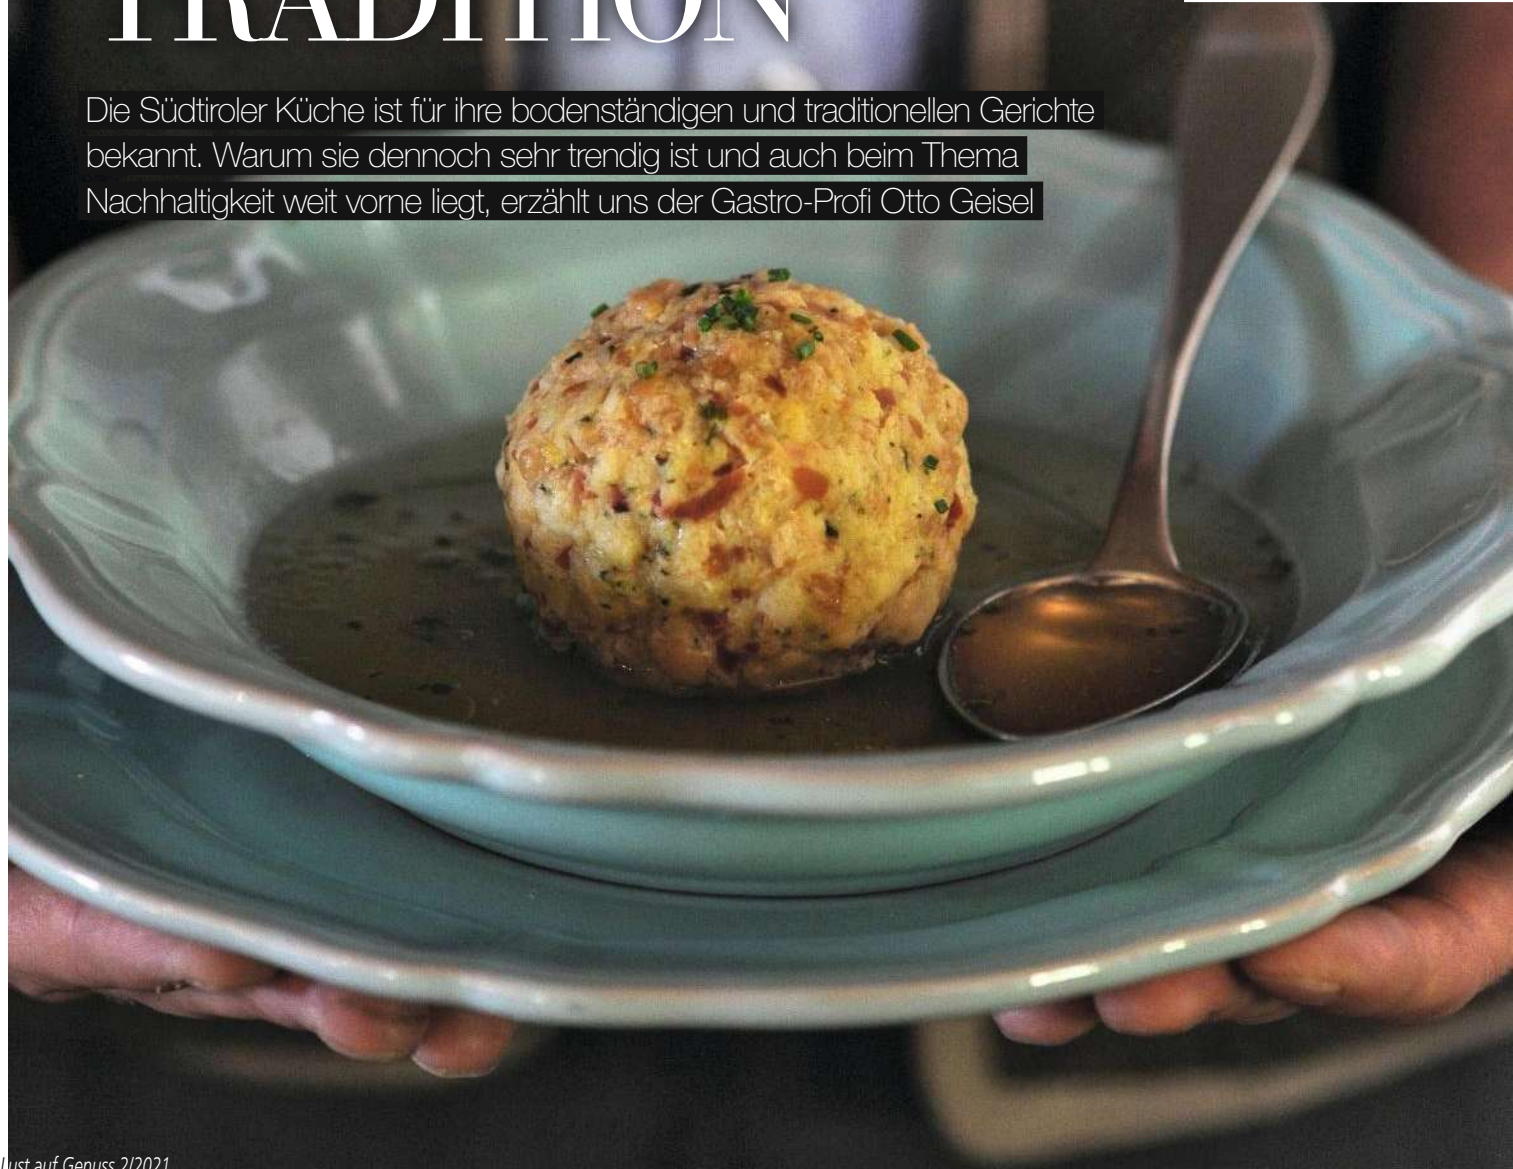 TRADITION
Die Südtiroler Küche ist für ihre bodenständigen und traditionellen Gerichte
bekannt. Warum sie dennoch sehr trendig ist und auch beim Thema
Nachhaltigkeit weit vorne liegt, erzählt uns der Gastro-Profi Otto Geisel
Lust auf Genuss 2/2021